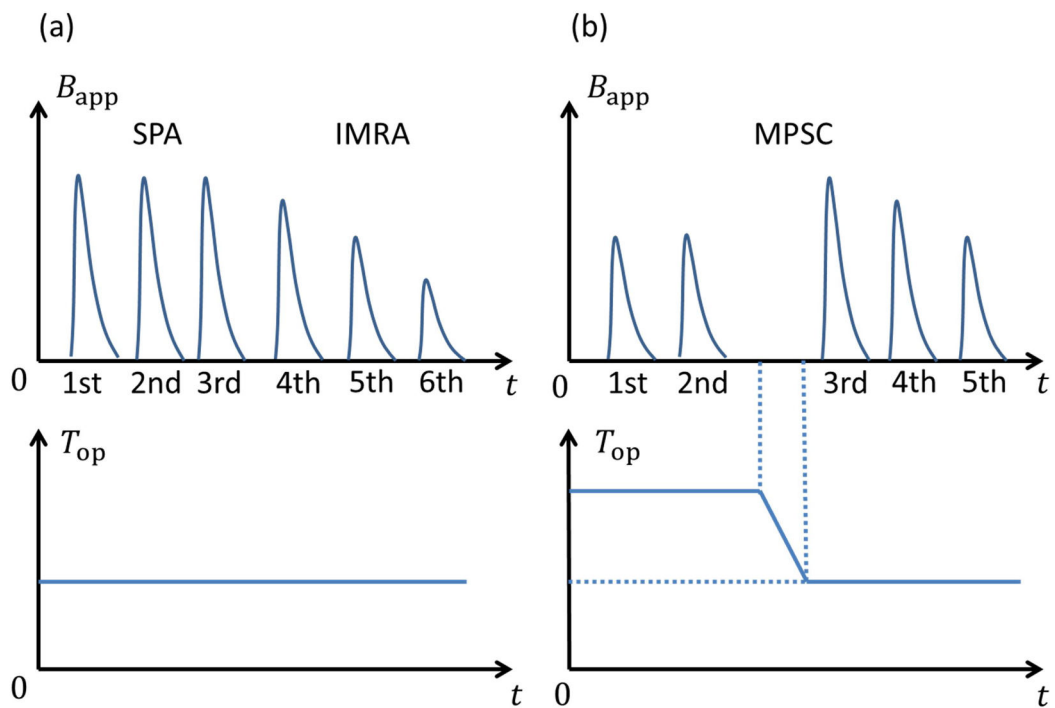 (a)
B_app
SPA
IMRA
0
1st 2nd 3rd 4th 5th 6th t
T_op
0
t
(b)
B_app
MPSC
0
1st 2nd 3rd 4th 5th t
T_op
0
t